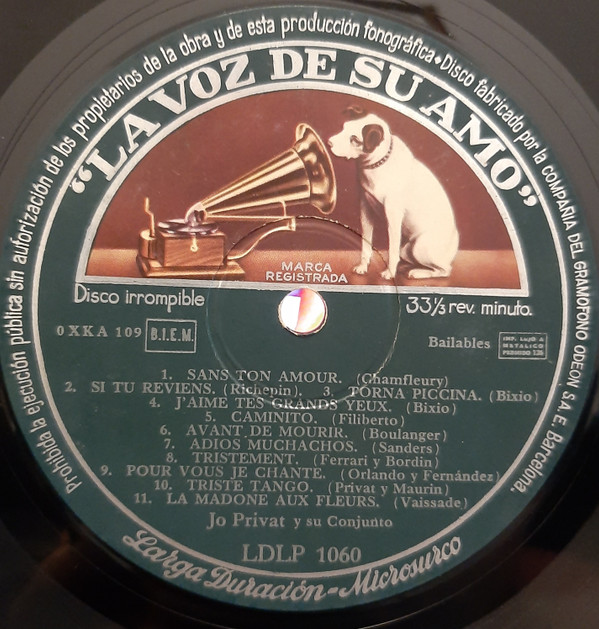 Prohibida la ejecución pública sin autorización de los propietarios de la obra y de esta producción fonográfica • Disco fabricado por la COMPAÑIA DEL GRAMOFONO ODEON S.A.E. Barcelona.
"LA VOZ DE SU AMO"
MARCA
REGISTRADA
Disco irrompible
33⅓ rev. minuto.
0XKA 109 B.I.E.M.
Bailables
METALICO
PERMISO 126
1. SANS TON AMOUR. (Chamfleury)
2. SI TU REVIENS. (Richepin) 3. TORNA PICCINA. (Bixio)
4. J'AIME TES GRANDS YEUX. (Bixio)
5. CAMINITO. (Filiberto)
6. AVANT DE MOURIR. (Boulanger)
7. ADIOS MUCHACHOS. (Sanders)
8. TRISTEMENT. (Ferrari y Bordin)
9. POUR VOUS JE CHANTE. (Orlando y Fernández)
10. TRISTE TANGO. (Privat y Maurin)
11. LA MADONE AUX FLEURS. (Vaissade)
Jo Privat y su Conjunto
LDLP 1060
Larga Duración - Microsurco